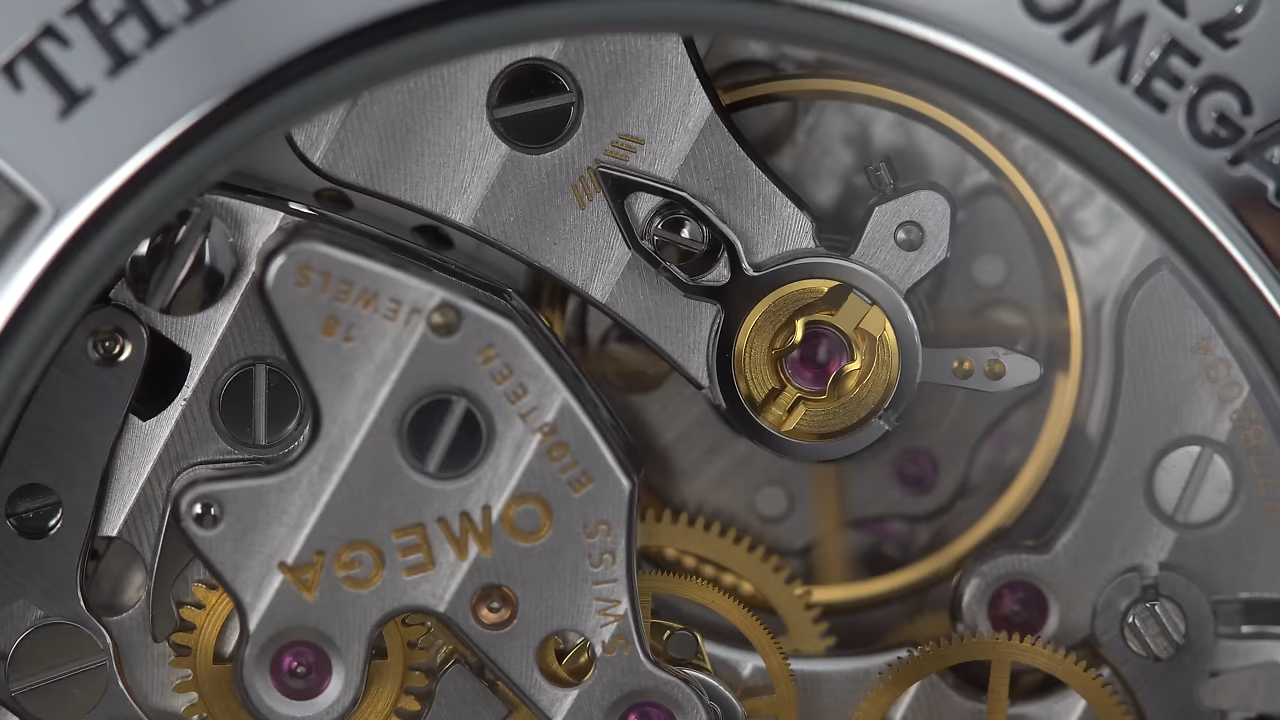 THE
OMEGA
18 JEWELS
EIGHTEEN
OMEGA
SWISS